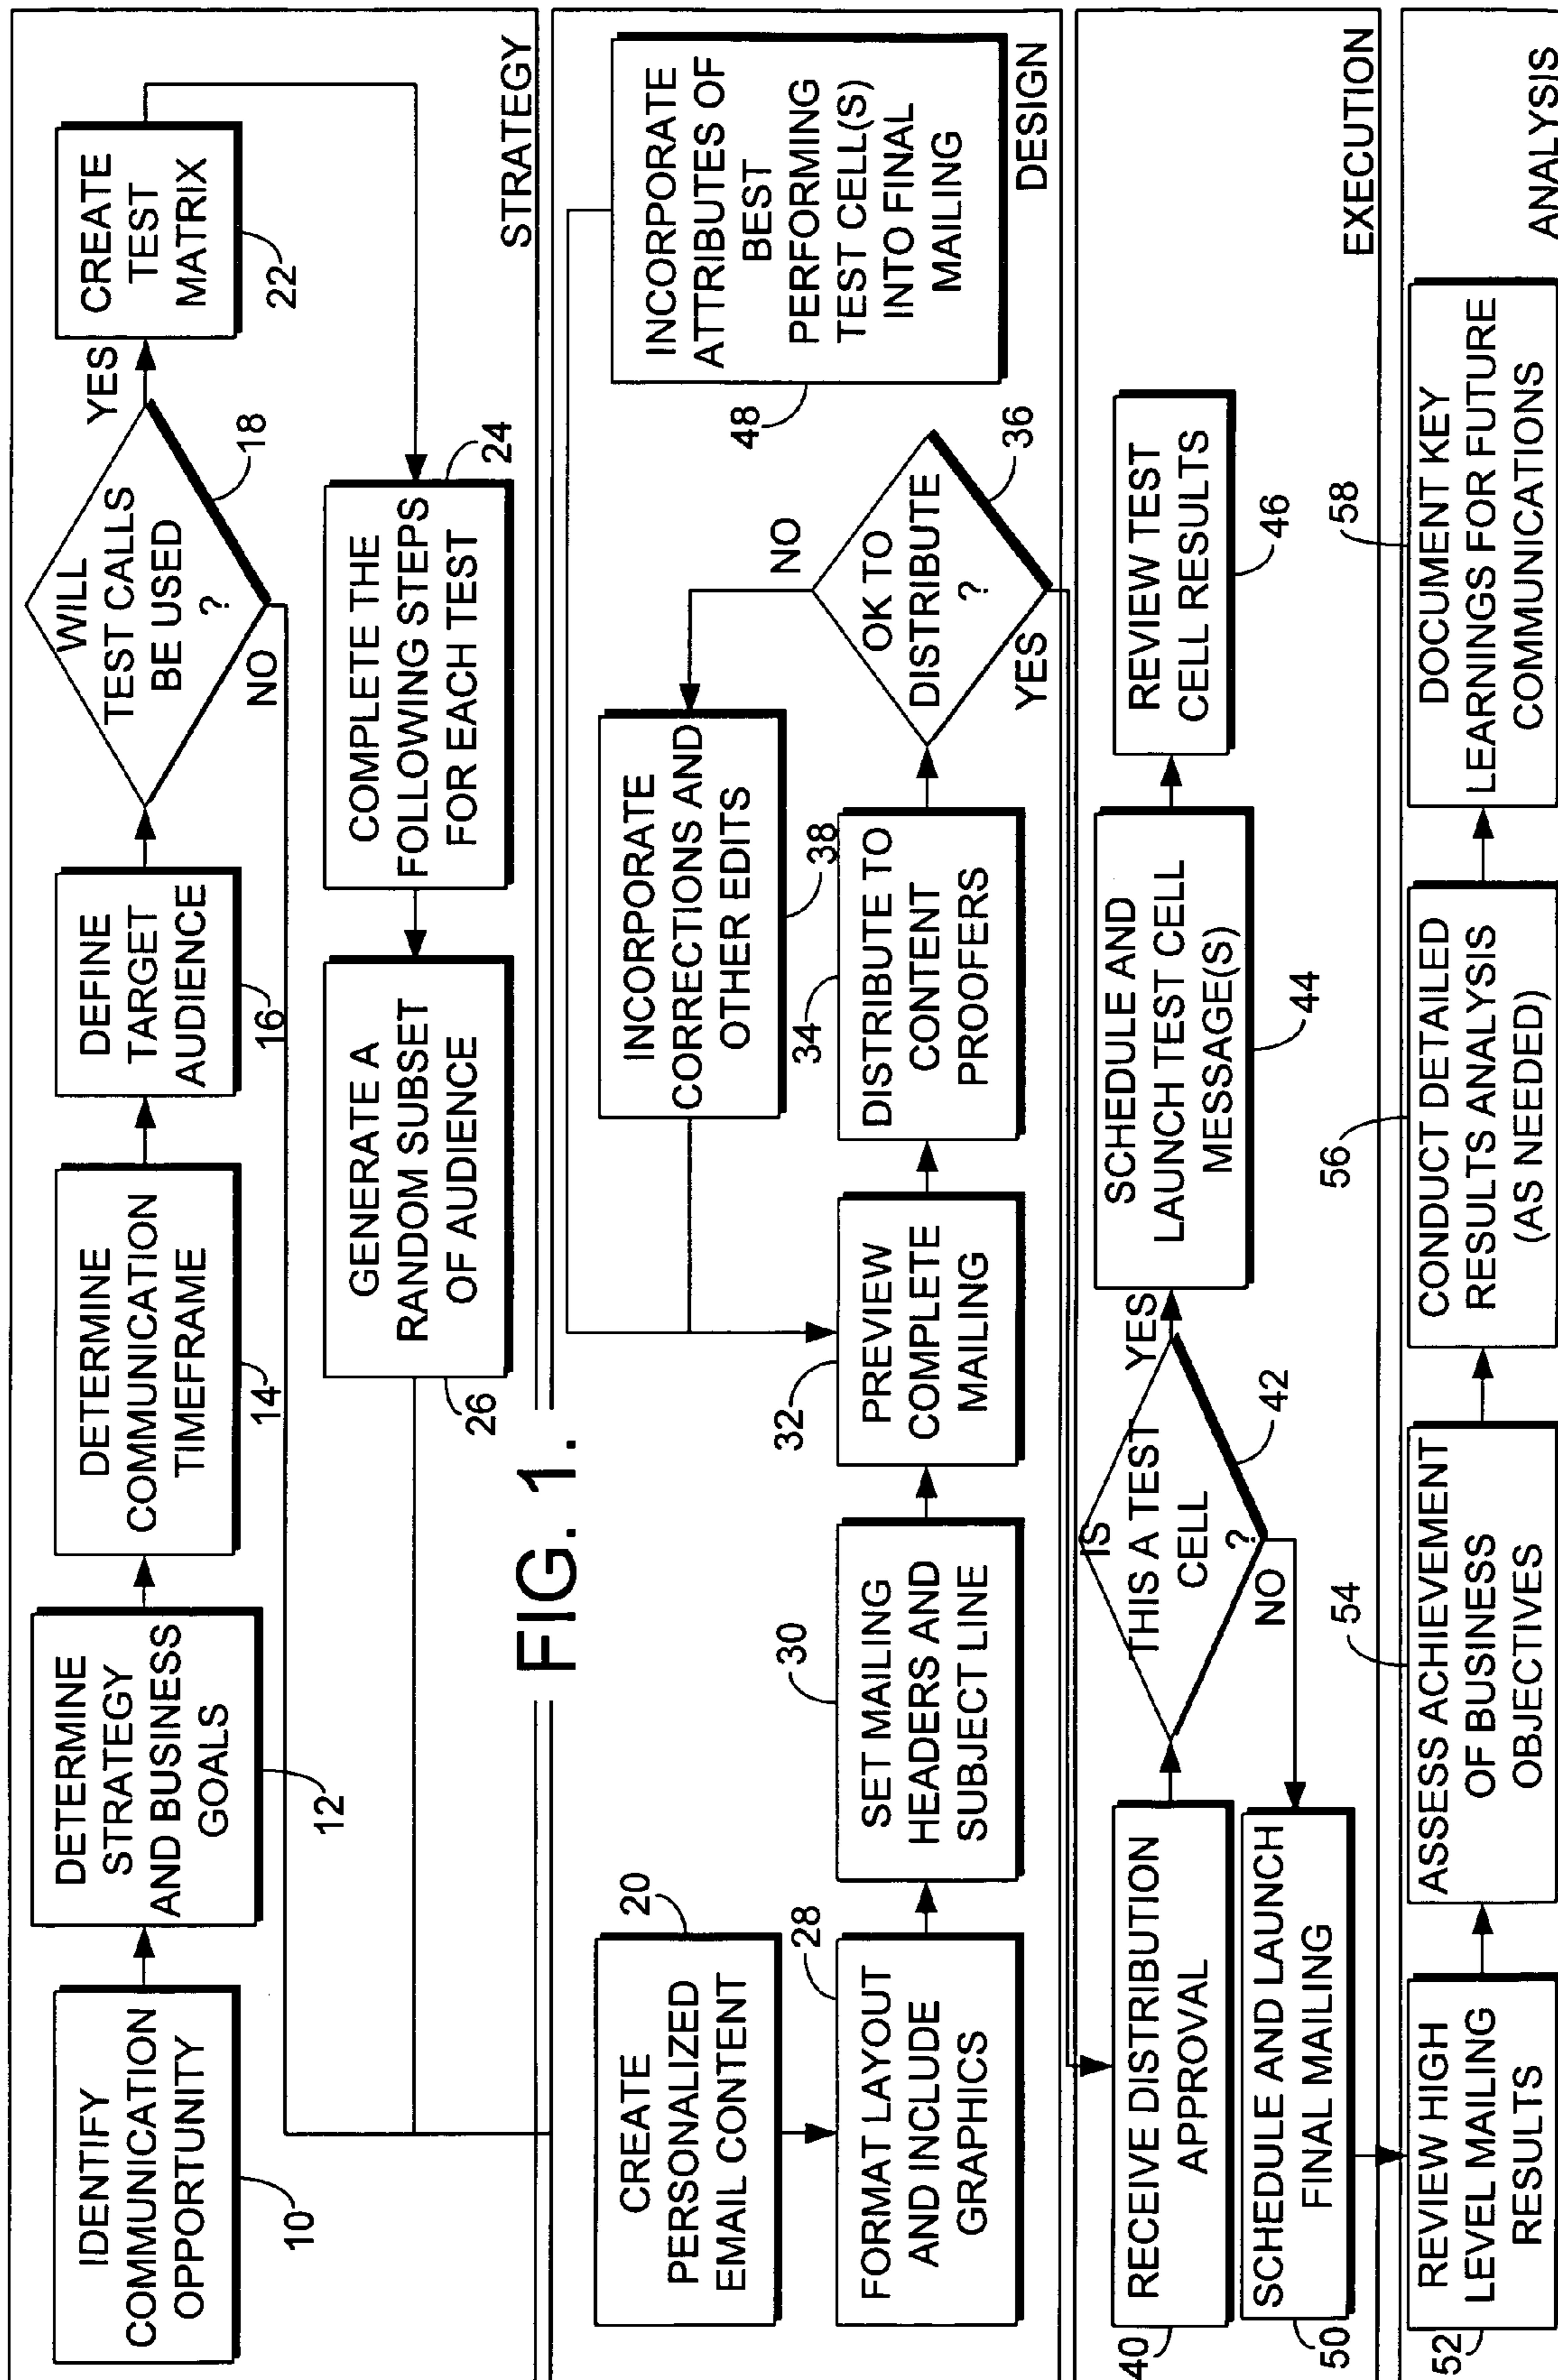 IDENTIFY
COMMUNICATION
OPPORTUNITY
10
DETERMINE
STRATEGY
AND BUSINESS
GOALS
12
DETERMINE
COMMUNICATION
TIMEFRAME
14
DEFINE
TARGET
AUDIENCE
16
WILL
TEST CALLS
BE USED
?
18
YES
NO
CREATE
TEST
MATRIX
22
COMPLETE THE
FOLLOWING STEPS
FOR EACH TEST
24
GENERATE A
RANDOM SUBSET
OF AUDIENCE
26
STRATEGY
FIG. 1.
CREATE
PERSONALIZED
EMAIL CONTENT
20
FORMAT LAYOUT
AND INCLUDE
GRAPHICS
28
SET MAILING
HEADERS AND
SUBJECT LINE
30
PREVIEW
COMPLETE
MAILING
32
DISTRIBUTE TO
CONTENT
PROOFERS
34
OK TO
DISTRIBUTE
?
36
NO
YES
INCORPORATE
CORRECTIONS AND
OTHER EDITS
38
INCORPORATE
ATTRIBUTES OF
BEST
PERFORMING
TEST CELL(S)
INTO FINAL
MAILING
48
DESIGN
RECEIVE DISTRIBUTION
APPROVAL
40
IS
THIS A TEST
CELL
?
42
YES
NO
SCHEDULE AND
LAUNCH TEST CELL
MESSAGE(S)
44
REVIEW TEST
CELL RESULTS
46
SCHEDULE AND LAUNCH
FINAL MAILING
50
EXECUTION
REVIEW HIGH
LEVEL MAILING
RESULTS
52
ASSESS ACHIEVEMENT
OF BUSINESS
OBJECTIVES
54
CONDUCT DETAILED
RESULTS ANALYSIS
(AS NEEDED)
56
DOCUMENT KEY
LEARNINGS FOR FUTURE
COMMUNICATIONS
58
ANALYSIS